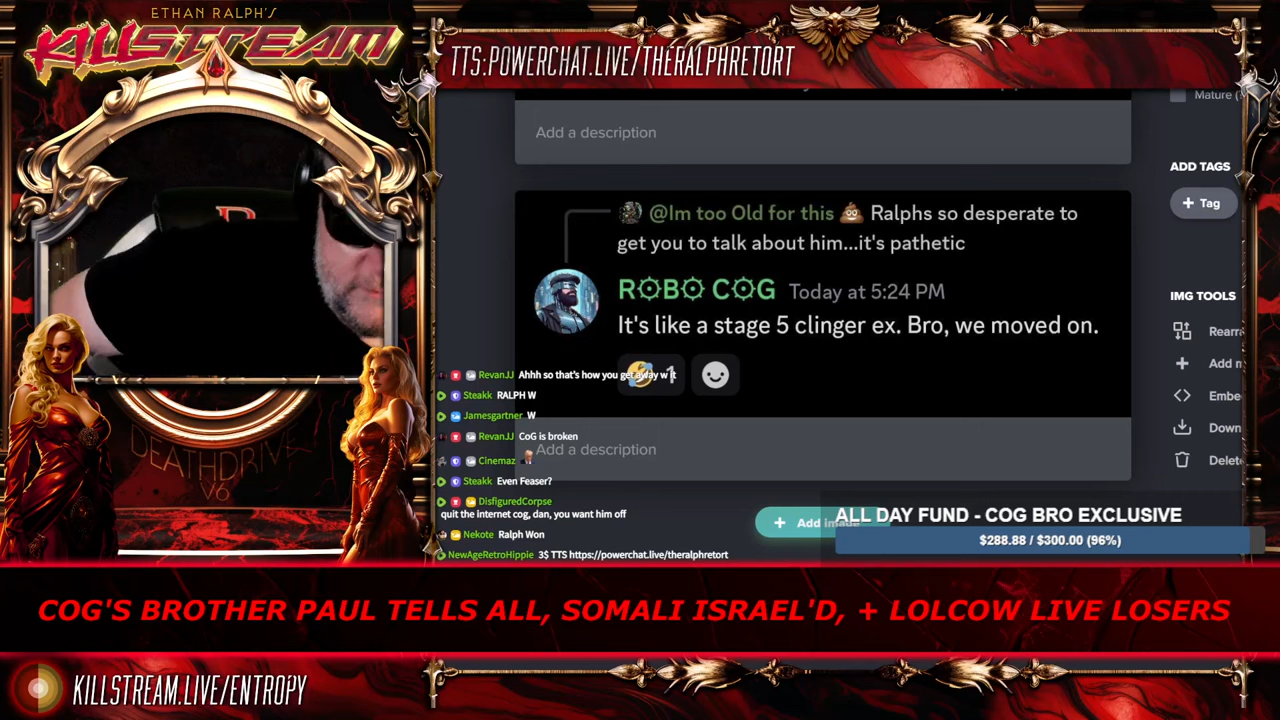 ETHAN RALPH'S
KILLSTREAM
TTS:POWERCHAT.LIVE/THERALPHRETORT
Mature
Add a description
ADD TAGS
+ Tag
@Im too Old for this 💩 Ralphs so desperate to
get you to talk about him...it's pathetic
ROBO COG Today at 5:24 PM
It's like a stage 5 clinger ex. Bro, we moved on.
1
IMG TOOLS
Add
RevanJJ Ahhh so that's how you get away w it
Steakk RALPH W
Jamesgartner W
RevanJJ CoG is broken
Add a description
Cinemaz
Steakk Even Feaser?
DisfiguredCorpse
quit the internet cog, dan, you want him off
Nekote Ralph Won
NewAgeRetroHippie 3$ TTS https://powerchat.live/theralphretort
+ Add image
ALL DAY FUND - COG BRO EXCLUSIVE
$288.88 / $300.00 (96%)
DEATHDRIVE
V6
COG'S BROTHER PAUL TELLS ALL, SOMALI ISRAEL'D, + LOLCOW LIVE LOSERS
KILLSTREAM.LIVE/ENTROPY